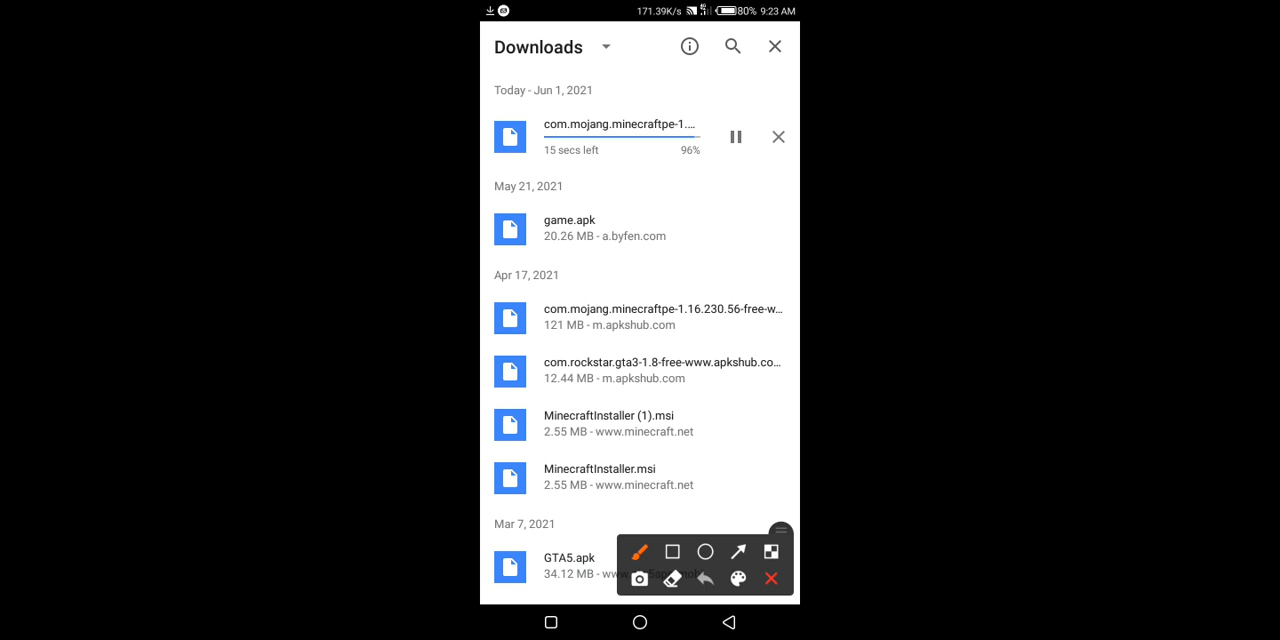 171.39K/s 80% 9:23 AM
Downloads
Today - Jun 1, 2021
com.mojang.minecraftpe-1....
15 secs left 96%
May 21, 2021
game.apk
20.26 MB - a.byfen.com
Apr 17, 2021
com.mojang.minecraftpe-1.16.230.56-free-w...
121 MB - m.apkshub.com
com.rockstar.gta3-1.8-free-www.apkshub.co...
12.44 MB - m.apkshub.com
MinecraftInstaller (1).msi
2.55 MB - www.minecraft.net
MinecraftInstaller.msi
2.55 MB - www.minecraft.net
Mar 7, 2021
GTA5.apk
34.12 MB